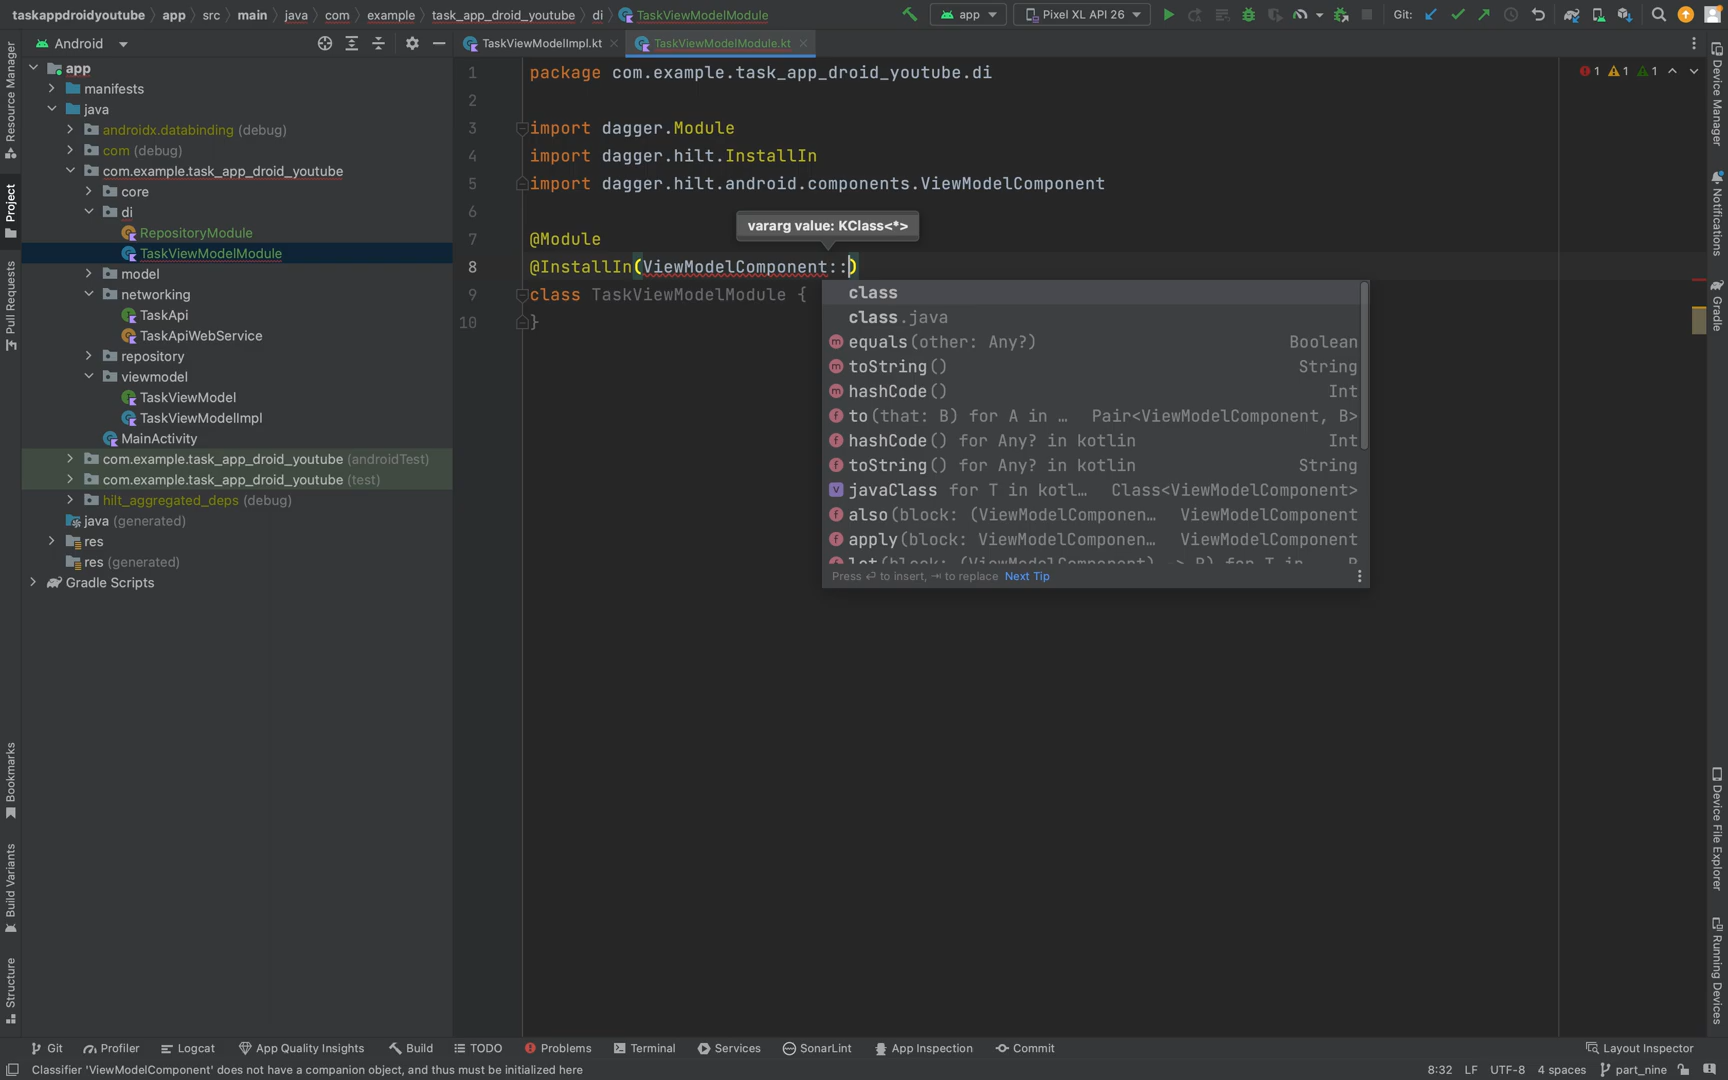 taskappdroidyoutube app src main java com example task_app_droid_youtube di TaskViewModelModule app Pixel XL API 26 Git:
Android TaskViewModelImpl.kt TaskViewModelModule.kt
app
manifests
java
androidx.databinding (debug)
com (debug)
com.example.task_app_droid_youtube
core
di
RepositoryModule
TaskViewModelModule
model
networking
TaskApi
TaskApiWebService
repository
viewmodel
TaskViewModel
TaskViewModelImpl
MainActivity
com.example.task_app_droid_youtube (androidTest)
com.example.task_app_droid_youtube (test)
hilt_aggregated_deps (debug)
java (generated)
res
res (generated)
Gradle Scripts
1 package com.example.task_app_droid_youtube.di
2
3 import dagger.Module
4 import dagger.hilt.InstallIn
5 import dagger.hilt.android.components.ViewModelComponent
6
vararg value: KClass<*>
7 @Module
8 @InstallIn(ViewModelComponent::)
9 class TaskViewModelModule {
10 }
class
class.java
equals(other: Any?) Boolean
toString() String
hashCode() Int
to(that: B) for A in … Pair<ViewModelComponent, B>
hashCode() for Any? in kotlin Int
toString() for Any? in kotlin String
javaClass for T in kotl… Class<ViewModelComponent>
also(block: (ViewModelComponen… ViewModelComponent
apply(block: ViewModelComponen… ViewModelComponent
Press ⏎ to insert, ⇥ to replace Next Tip
1 1 1
Resource Manager
Project
Pull Requests
Bookmarks
Build Variants
Structure
Device Manager
Notifications
Gradle
Device File Explorer
Running Devices
Git Profiler Logcat App Quality Insights Build TODO Problems Terminal Services SonarLint App Inspection Commit Layout Inspector
Classifier 'ViewModelComponent' does not have a companion object, and thus must be initialized here 8:32 LF UTF-8 4 spaces part_nine